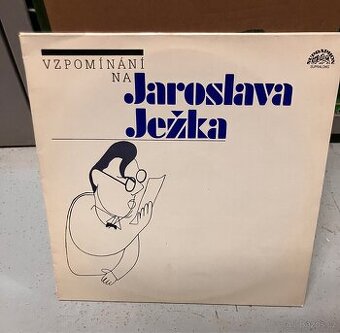 VZPOMÍNÁNÍ
NA
Jaroslava
Ježka
SUPRAPHON